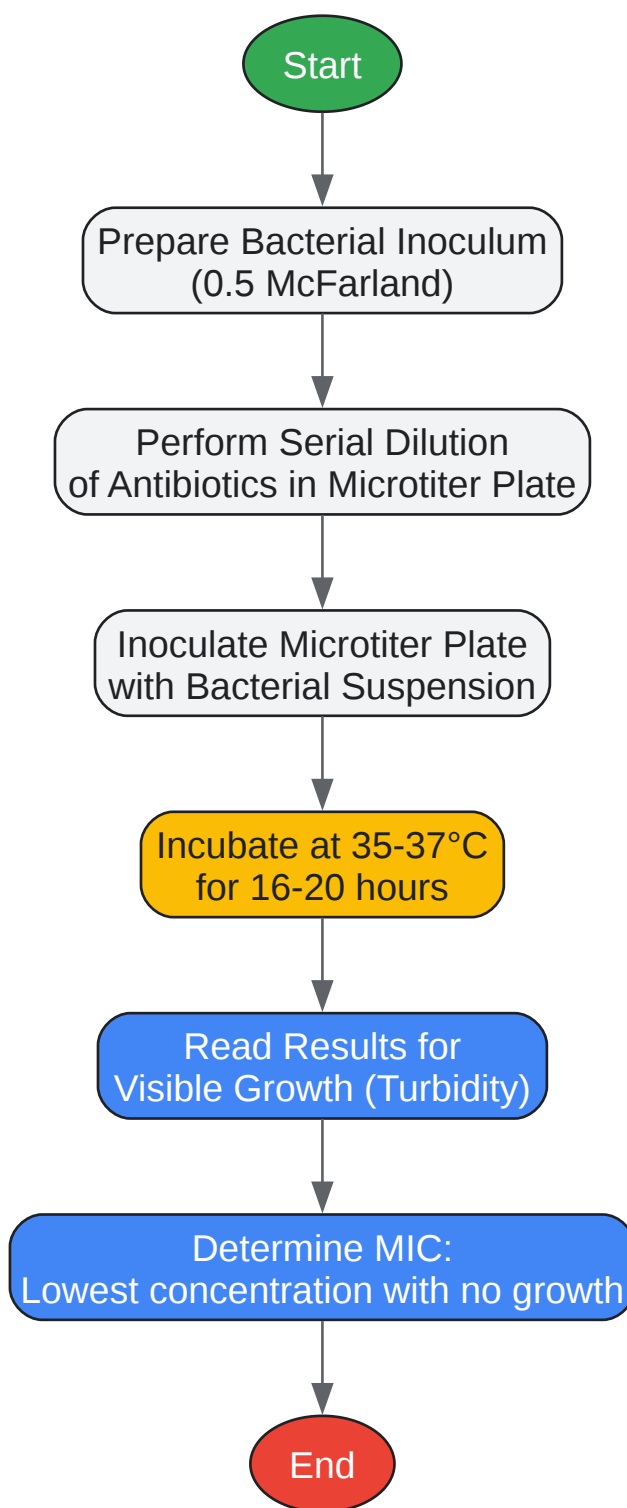 Start
Prepare Bacterial Inoculum
(0.5 McFarland)
Perform Serial Dilution
of Antibiotics in Microtiter Plate
Inoculate Microtiter Plate
with Bacterial Suspension
Incubate at 35-37°C
for 16-20 hours
Read Results for
Visible Growth (Turbidity)
Determine MIC:
Lowest concentration with no growth
End